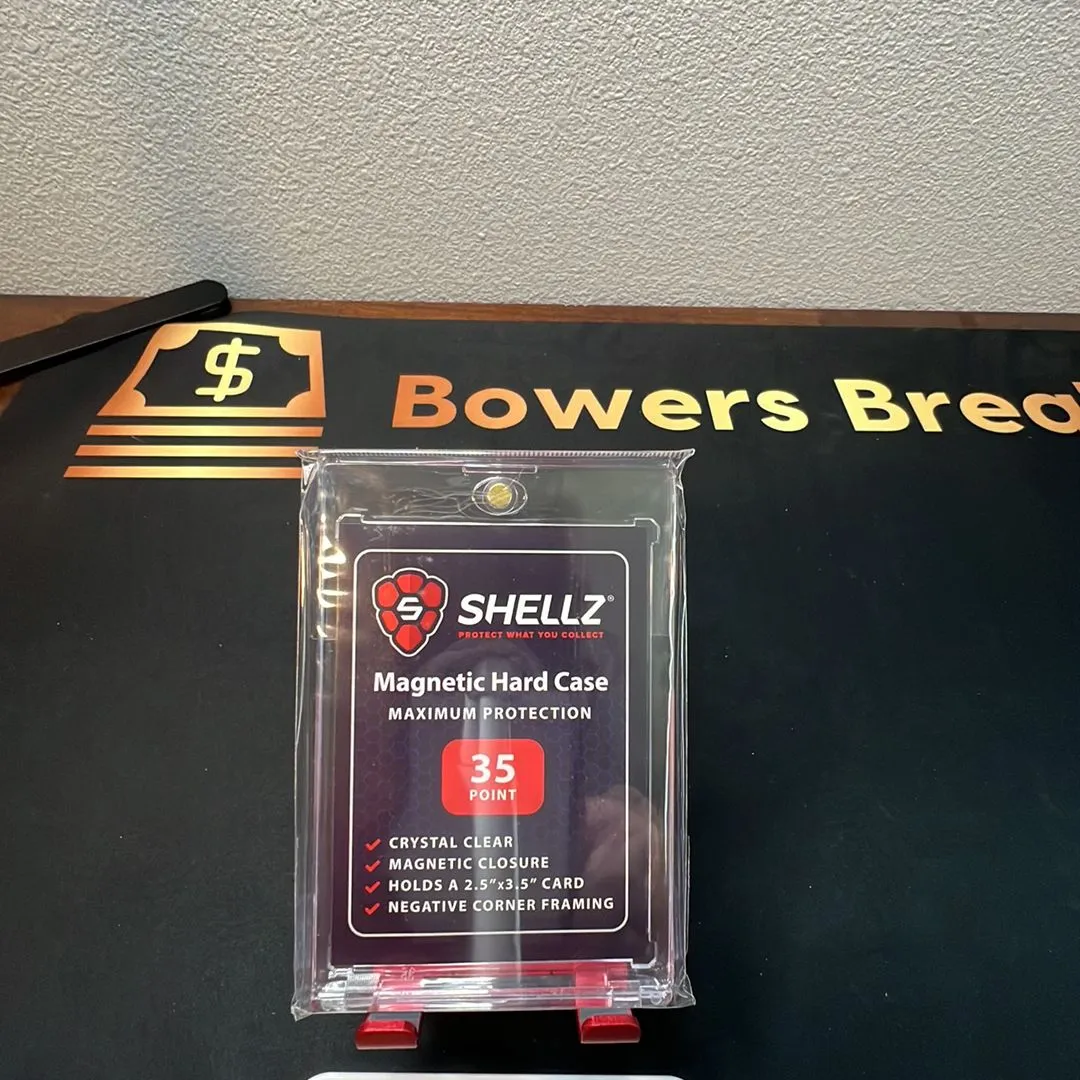 $
Bowers Brea
S
SHELLZ®
PROTECT WHAT YOU COLLECT
Magnetic Hard Case
MAXIMUM PROTECTION
35
POINT
CRYSTAL CLEAR
MAGNETIC CLOSURE
HOLDS A 2.5"x3.5" CARD
NEGATIVE CORNER FRAMING